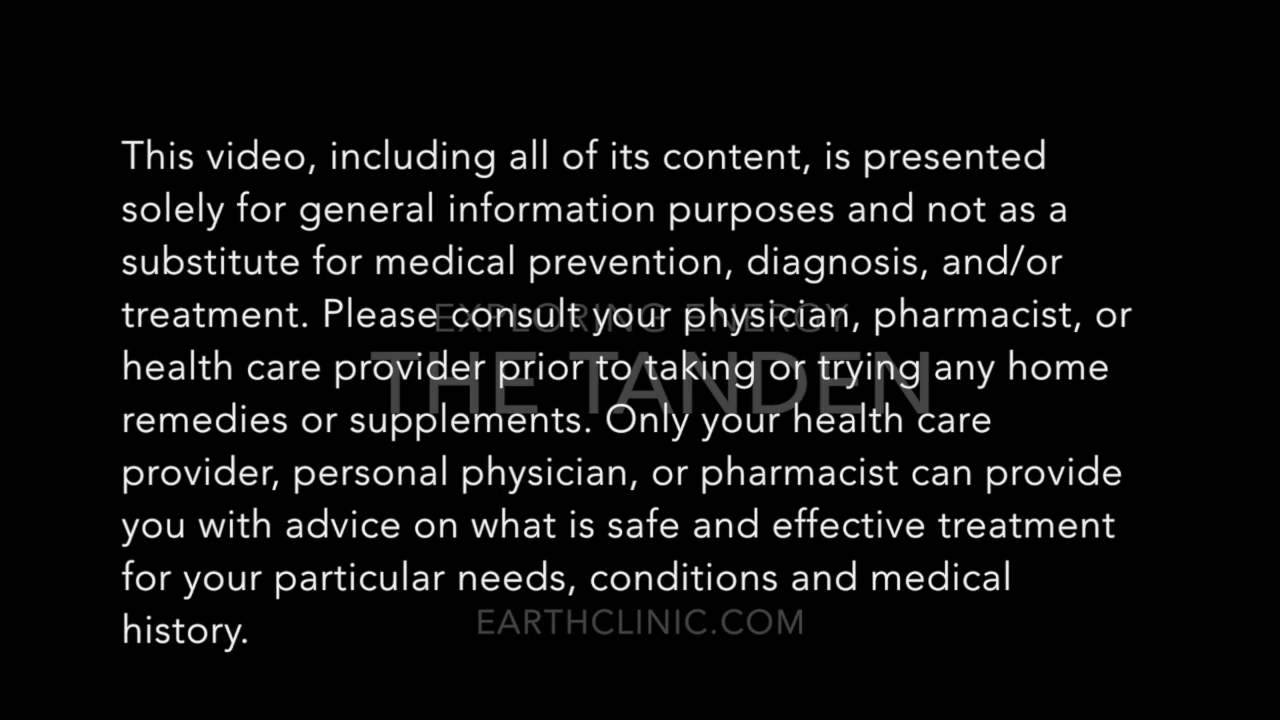 This video, including all of its content, is presented
solely for general information purposes and not as a
substitute for medical prevention, diagnosis, and/or
treatment. Please consult your physician, pharmacist, or
EXPLORING ENERGY
health care provider prior to taking or trying any home
THE TANDEN
remedies or supplements. Only your health care
provider, personal physician, or pharmacist can provide
you with advice on what is safe and effective treatment
for your particular needs, conditions and medical
history.
EARTHCLINIC.COM